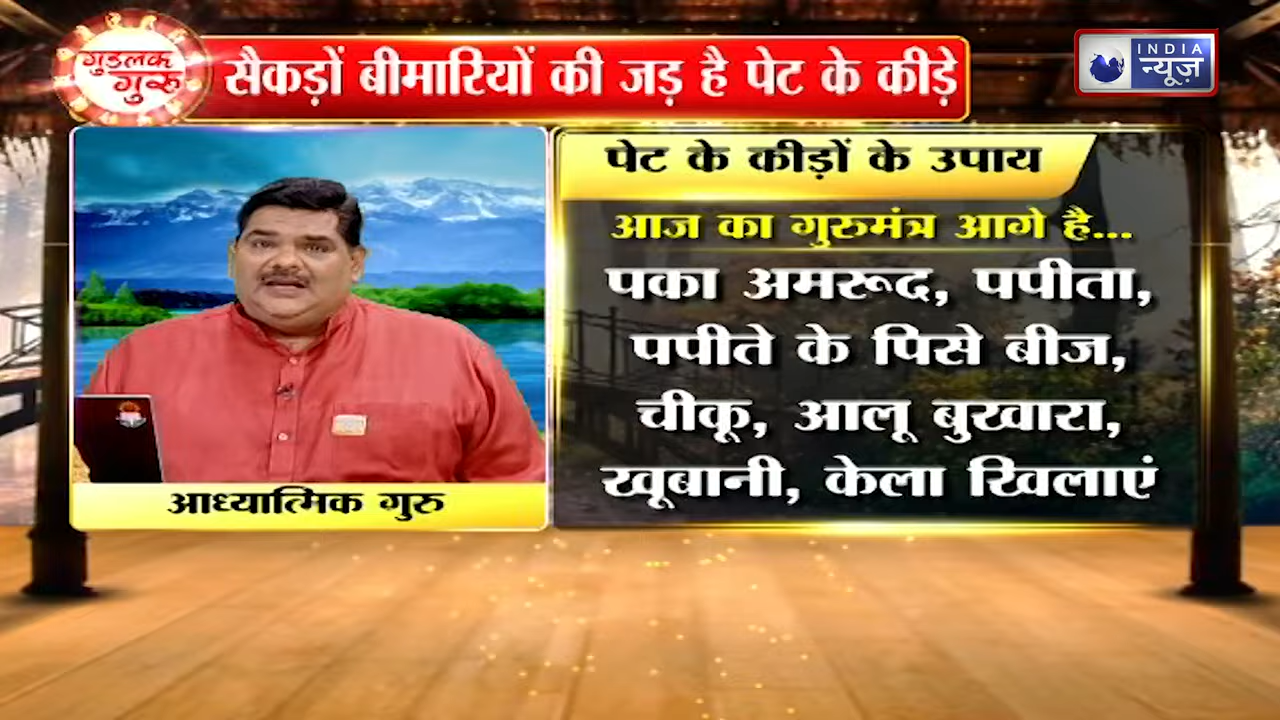 गुडलक
गुरु
सैकड़ों बीमारियों की जड़ है पेट के कीड़े
INDIA
न्यूज़
पेट के कीड़ों के उपाय
आज का गुरुमंत्र आगे है...
पका अमरूद, पपीता,
पपीते के पिसे बीज,
चीकू, आलू बुखारा,
खूबानी, केला खिलाएं
आध्यात्मिक गुरु